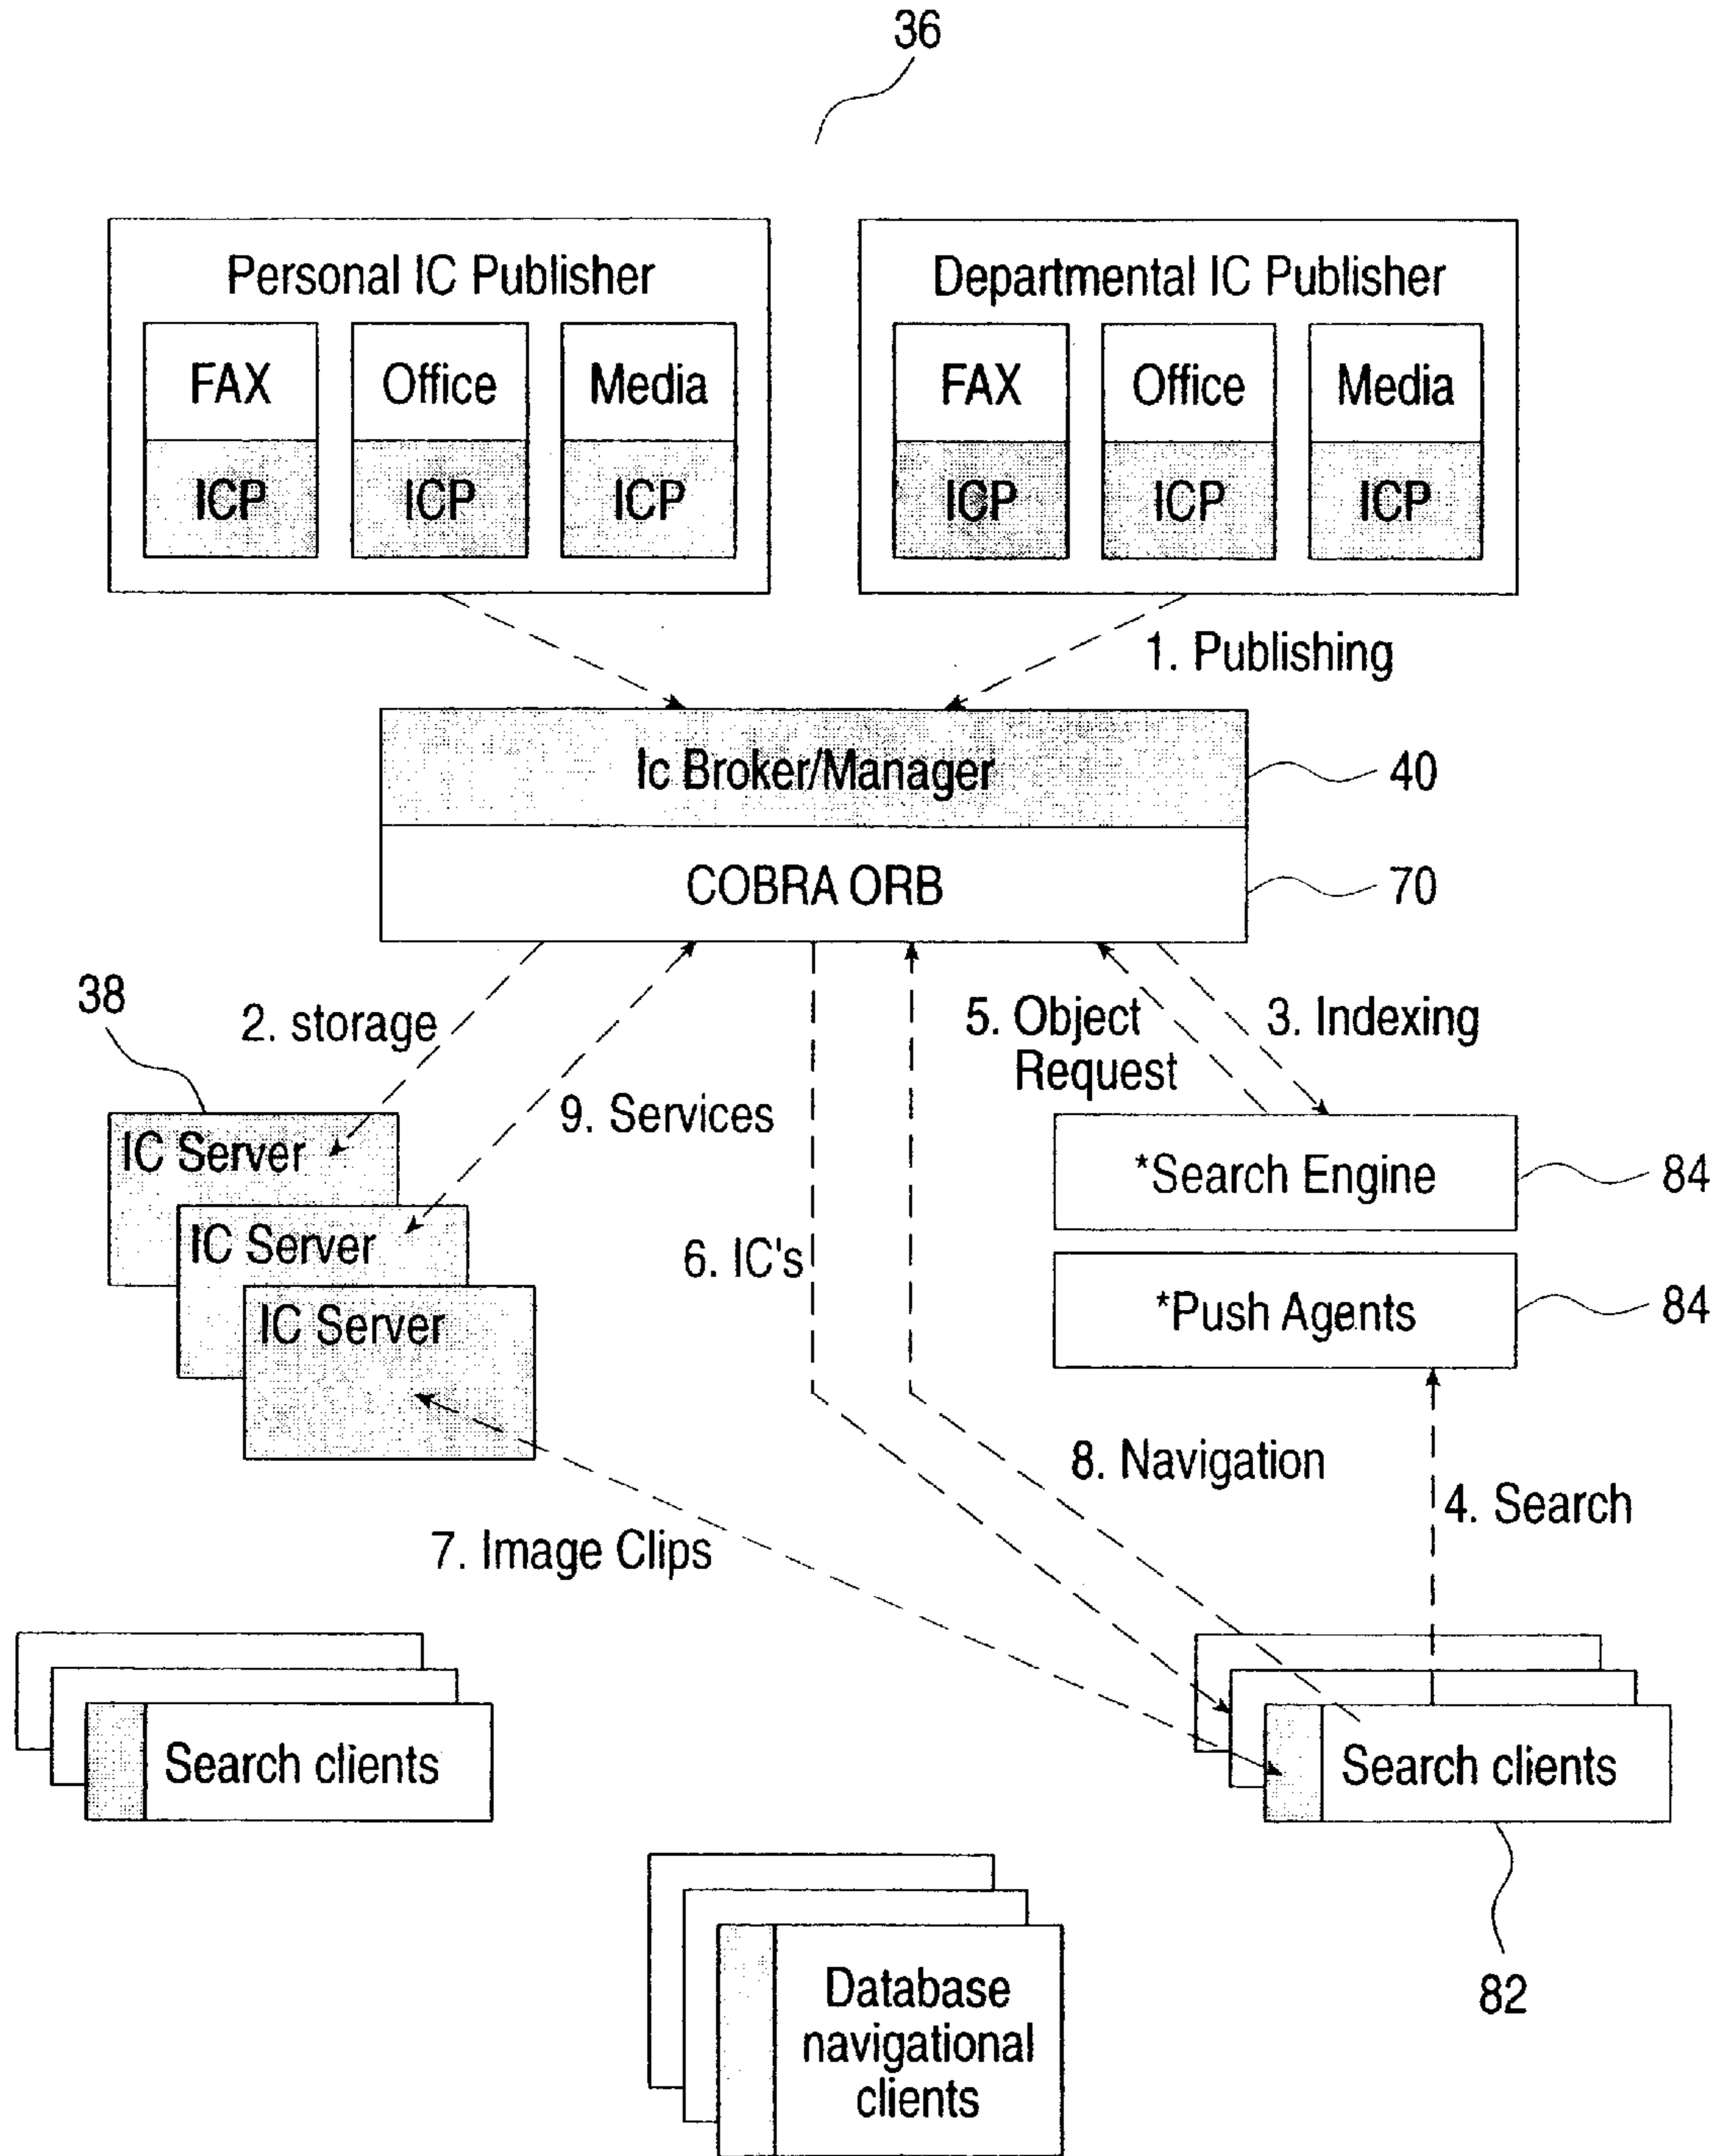 36
Personal IC Publisher
Departmental IC Publisher
FAX
Office
Media
FAX
Office
Media
ICP
ICP
ICP
ICP
ICP
ICP
1. Publishing
Ic Broker/Manager
40
COBRA ORB
70
38
2. storage
5. Object
Request
3. Indexing
9. Services
IC Server
IC Server
IC Server
*Search Engine
84
6. IC's
*Push Agents
84
8. Navigation
4. Search
7. Image Clips
Search clients
Search clients
82
Database
navigational
clients